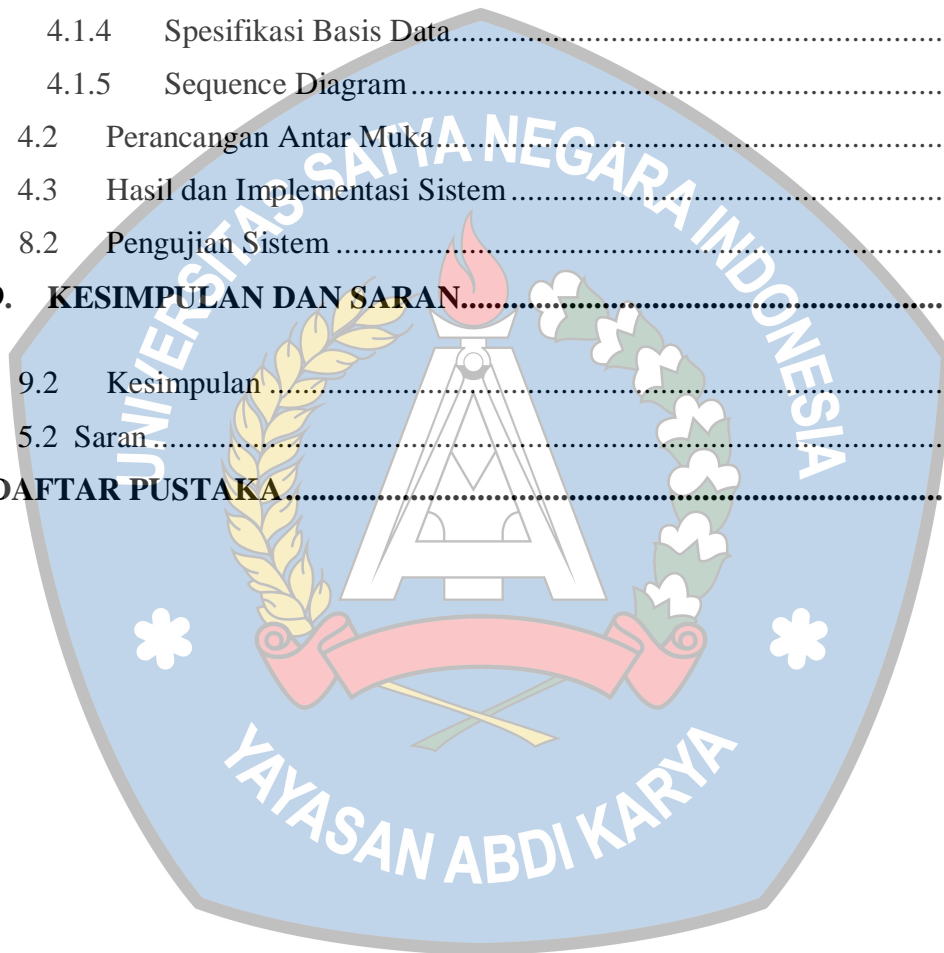 4.1.4 Spesifikasi Basis Data
4.1.5 Sequence Diagram
4.2 Perancangan Antar Muka
4.3 Hasil dan Implementasi Sistem
8.2 Pengujian Sistem
9. KESIMPULAN DAN SARAN
9.2 Kesimpulan
5.2 Saran
DAFTAR PUSTAKA
UNIVERSITAS SATYA NEGARA INDONESIA
YAYASAN ABDI KARYA